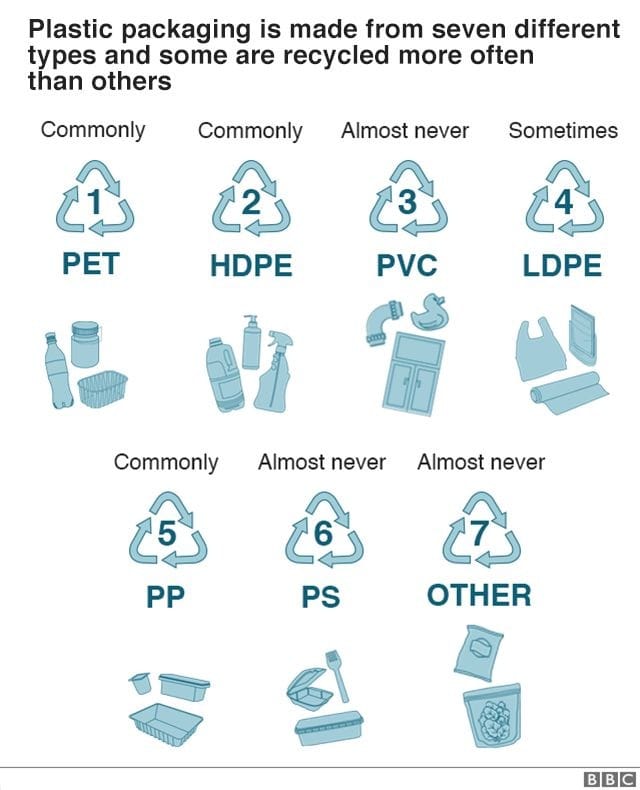 Plastic packaging is made from seven different
types and some are recycled more often
than others
Commonly Commonly Almost never Sometimes
1 2 3 4
PET HDPE PVC LDPE
Commonly Almost never Almost never
5 6 7
PP PS OTHER
BBC